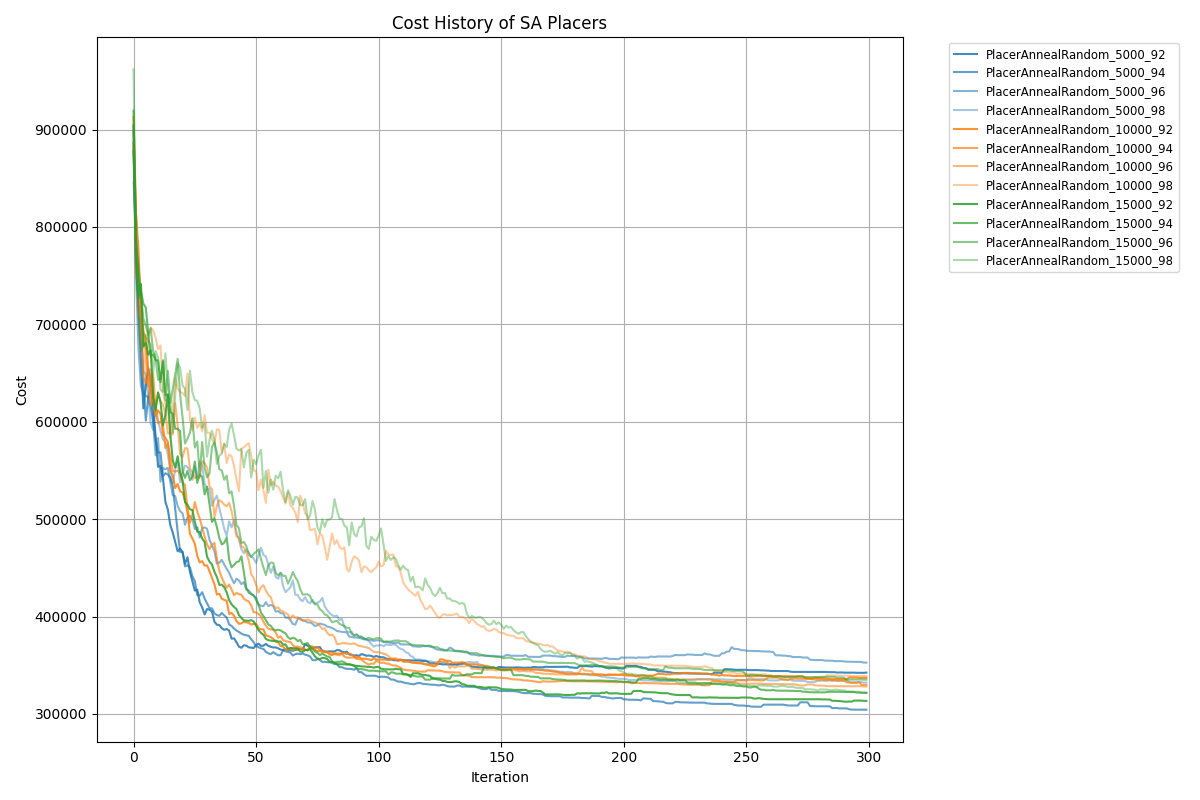 Cost History of SA Placers
Cost
900000
800000
700000
600000
500000
400000
300000
0
50
100
150
200
250
300
Iteration
PlacerAnnealRandom_5000_92
PlacerAnnealRandom_5000_94
PlacerAnnealRandom_5000_96
PlacerAnnealRandom_5000_98
PlacerAnnealRandom_10000_92
PlacerAnnealRandom_10000_94
PlacerAnnealRandom_10000_96
PlacerAnnealRandom_10000_98
PlacerAnnealRandom_15000_92
PlacerAnnealRandom_15000_94
PlacerAnnealRandom_15000_96
PlacerAnnealRandom_15000_98